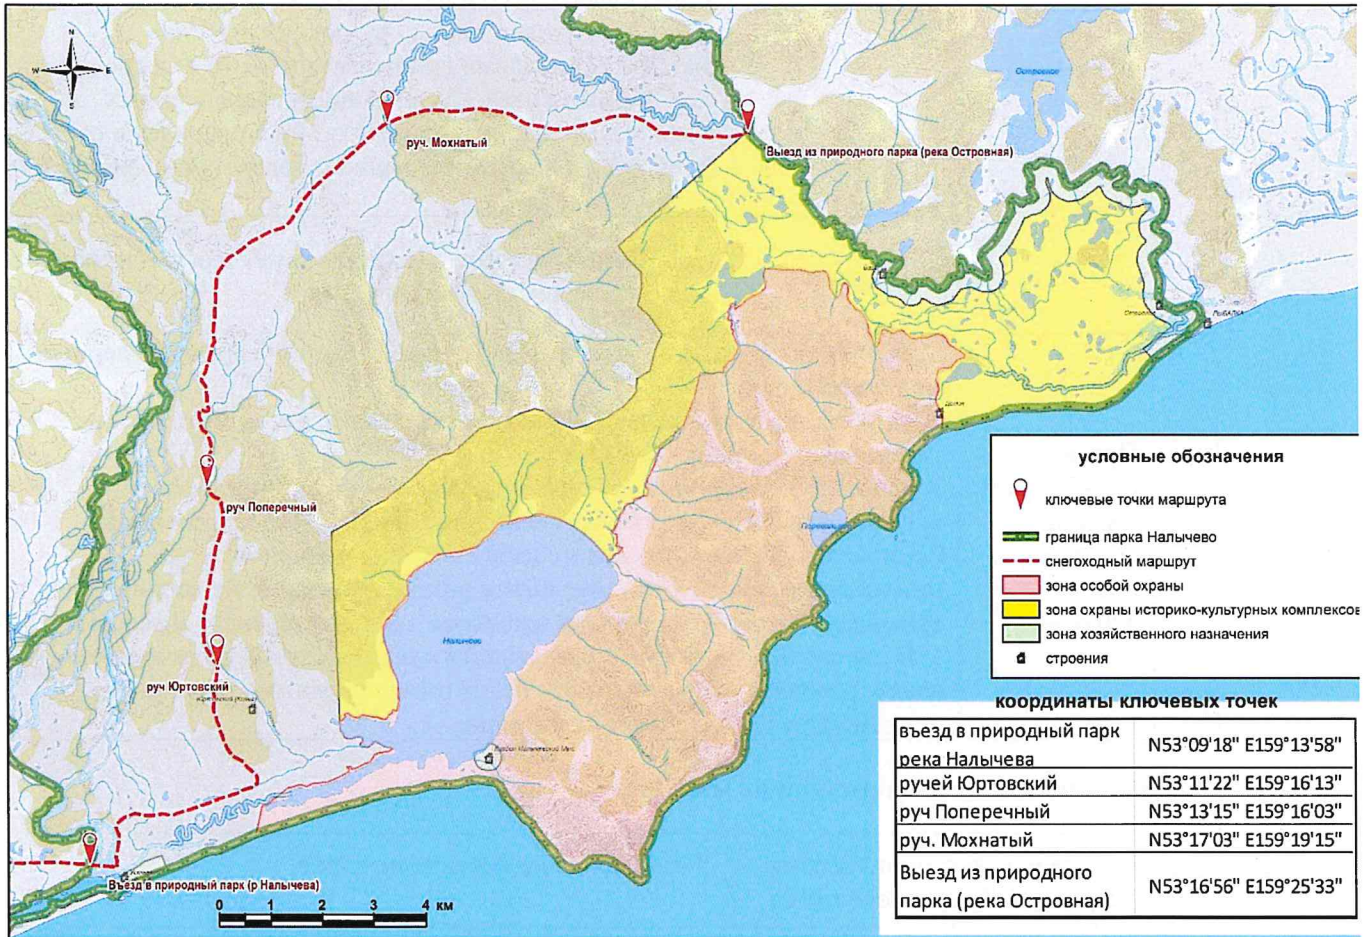 N
W E
S
Островная
руч. Мохнатый
Выезд из природного парка (река Островная)
РЫБАЛКА
руч Поперечный
Налычево
руч Юртовский
Въезд в природный парк (р Налычева)
0 1 2 3 4 км
условные обозначения
ключевые точки маршрута
граница парка Налычево
снегоходный маршрут
зона особой охраны
зона охраны историко-культурных комплексов
зона хозяйственного назначения
строения
координаты ключевых точек
въезд в природный парк
река Налычева N53°09'18" E159°13'58"
ручей Юртовский N53°11'22" E159°16'13"
руч Поперечный N53°13'15" E159°16'03"
руч. Мохнатый N53°17'03" E159°19'15"
Выезд из природного
парка (река Островная) N53°16'56" E159°25'33"